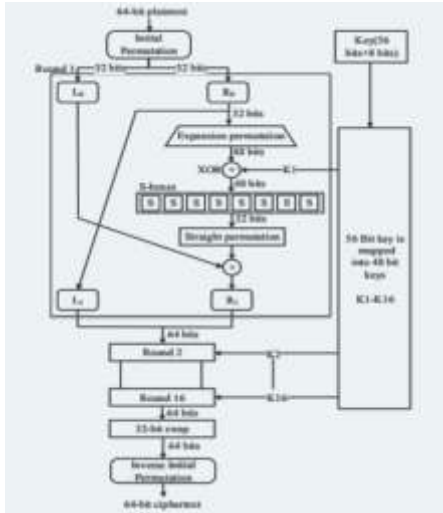 64-bit plaintext
Initial
Permutation
Key(56
bits+8 bits)
Round 1
32 bits
32 bits
L₀
R₀
32 bits
Expansion permutation
48 bits
XOR
+
K1
48 bits
S-boxes
S S S S S S S S
32 bits
Straight permutation
+
56 Bit key is
mapped
onto 48 bit
keys
K1-K16
L₁
R₁
64 bits
Round 2
K2
Round 16
K16
64 bits
32-bit swap
64 bits
Inverse Initial
Permutation
64-bit ciphertext